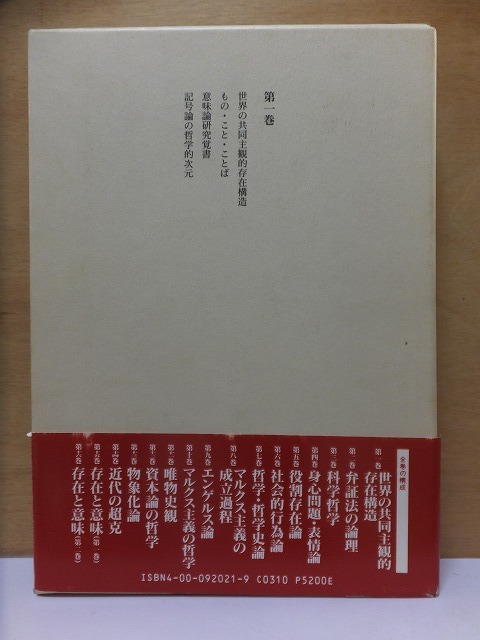 第一巻
世界の共同主観的存在構造
もの・こと・ことば
意味論研究覚書
記号論の哲学的次元
全巻の構成
第一巻 世界の共同主観的
存在構造
第二巻 弁証法の論理
第三巻 科学哲学
第四巻 身心問題・表情論
第五巻 役割存在論
第六巻 社会的行為論
第七巻 哲学・哲学史論
第八巻 マルクス主義の
成立過程
第九巻 エンゲルス論
第十巻 マルクス主義の哲学
第十一巻 唯物史観
第十二巻 資本論の哲学
第十三巻 物象化論
第十四巻 近代の超克
第十五巻 存在と意味(第一巻)
第十六巻 存在と意味(第二巻)
ISBN4-00-092021-9 C0310 P5200E